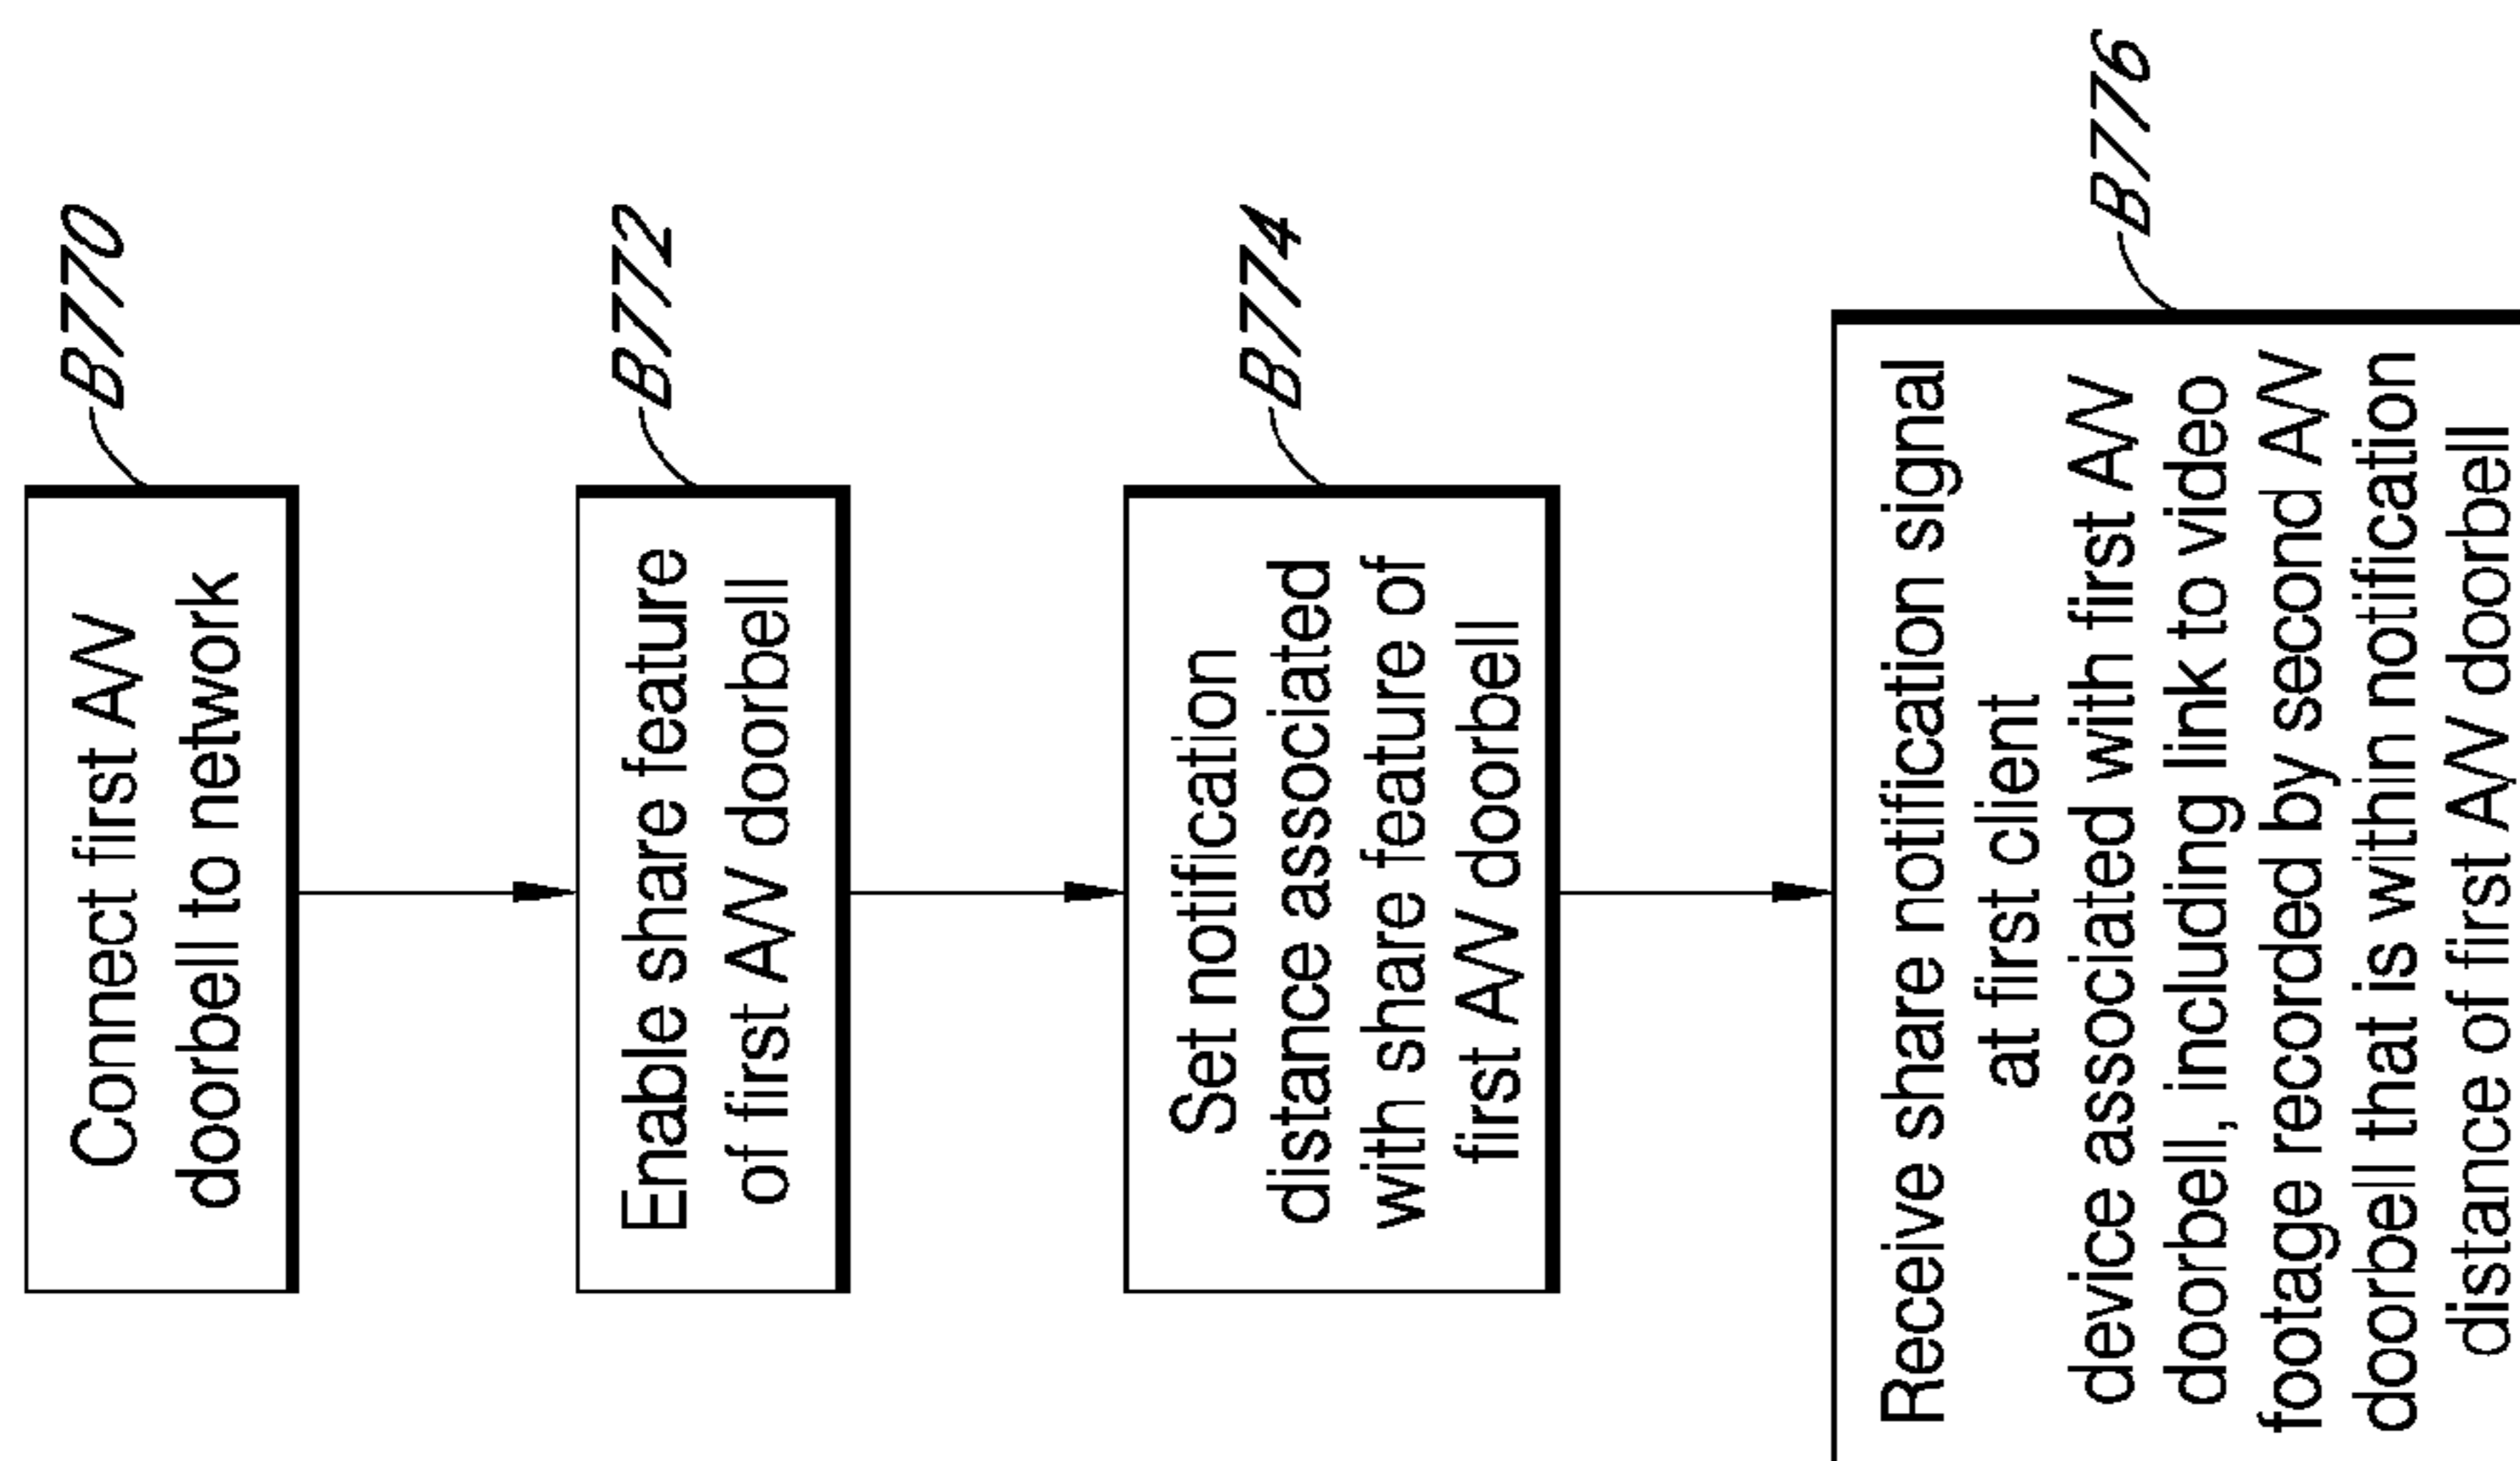 B770
Connect first A/V
doorbell to network
B772
Enable share feature
of first A/V doorbell
B774
Set notification
distance associated
with share feature of
first A/V doorbell
B776
Receive share notification signal
at first client
device associated with first A/V
doorbell, including link to video
footage recorded by second A/V
doorbell that is within notification
distance of first A/V doorbell